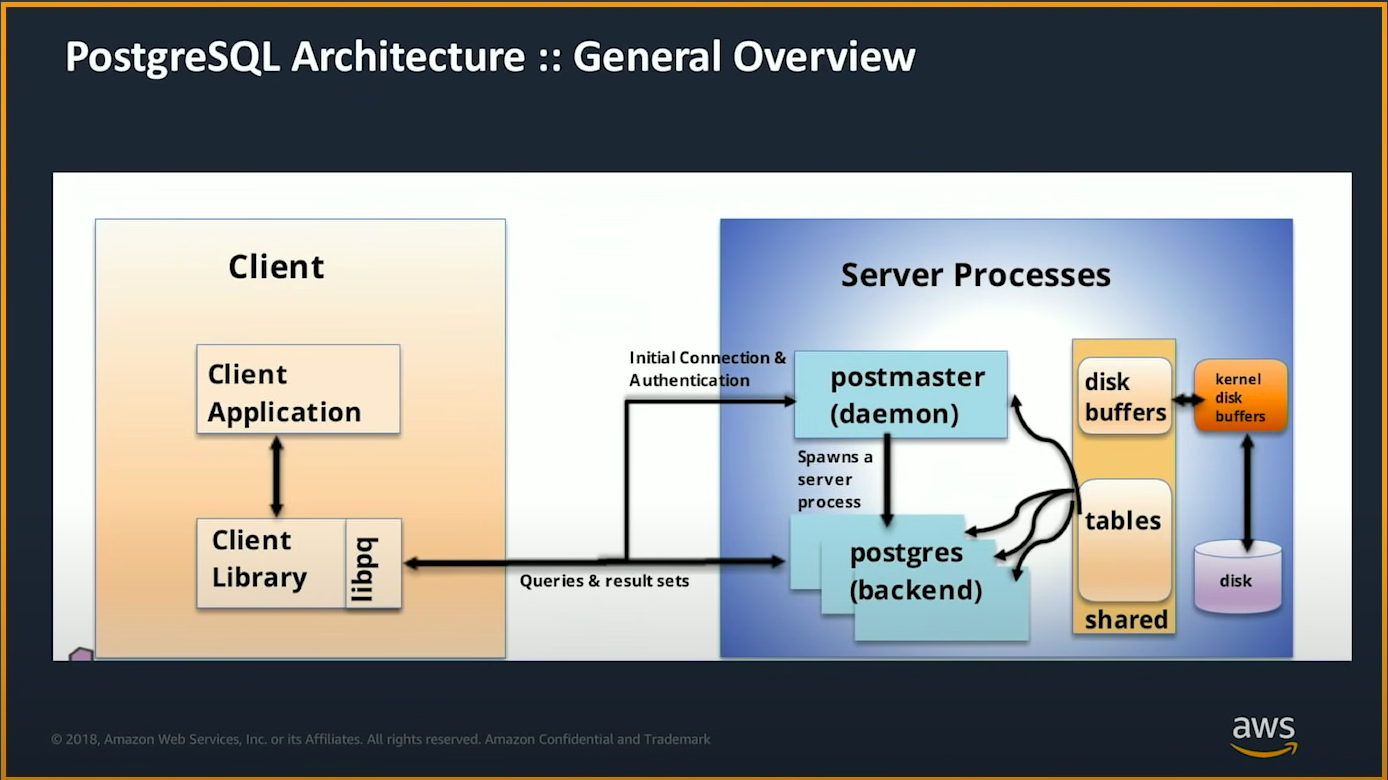 PostgreSQL Architecture :: General Overview
Client
Client
Application
Client
Library
libpq
Queries & result sets
Initial Connection &
Authentication
Server Processes
postmaster
(daemon)
Spawns a
server
process
postgres
(backend)
disk
buffers
tables
shared
kernel
disk
buffers
disk
© 2018, Amazon Web Services, Inc. or its Affiliates. All rights reserved. Amazon Confidential and Trademark
aws